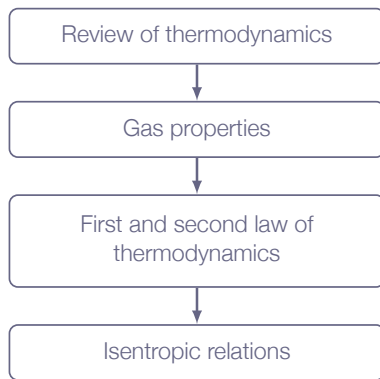 Review of thermodynamics
Gas properties
First and second law of
thermodynamics
Isentropic relations